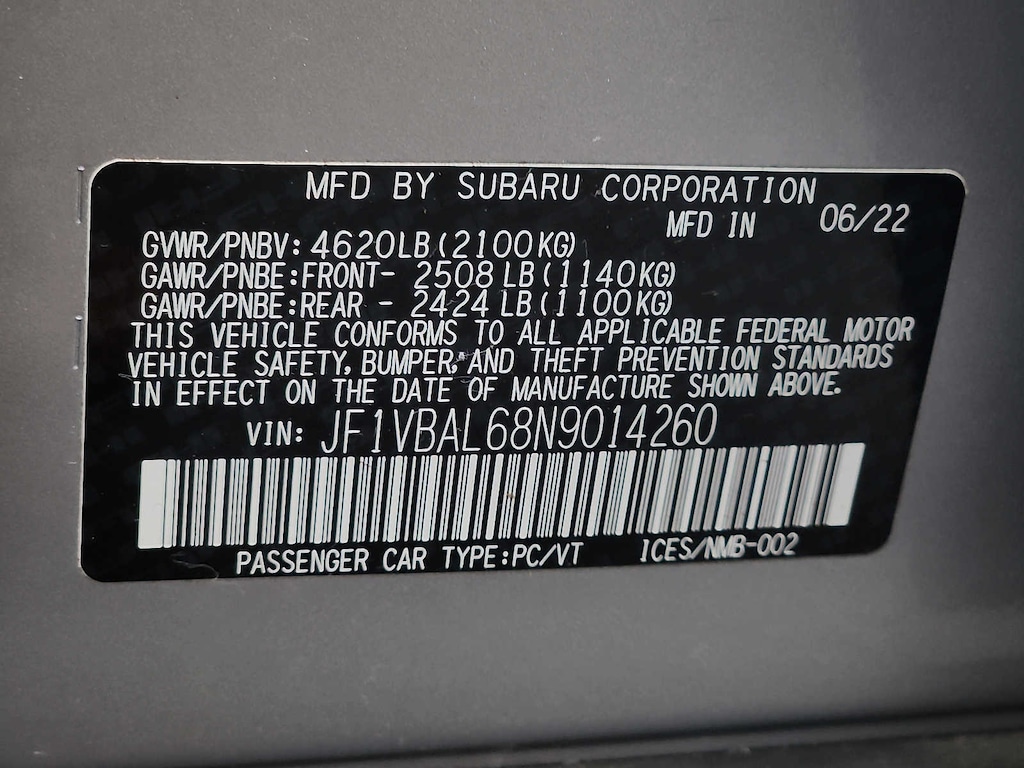 MFD BY SUBARU CORPORATION
MFD IN 06/22
GVWR/PNBV: 4620LB(2100KG)
GAWR/PNBE:FRONT- 2508LB(1140KG)
GAWR/PNBE:REAR - 2424LB(1100KG)
THIS VEHICLE CONFORMS TO ALL APPLICABLE FEDERAL MOTOR
VEHICLE SAFETY, BUMPER, AND THEFT PREVENTION STANDARDS
IN EFFECT ON THE DATE OF MANUFACTURE SHOWN ABOVE.
VIN: JF1VBAL68N9014260
PASSENGER CAR TYPE:PC/VT ICES/NMB-002